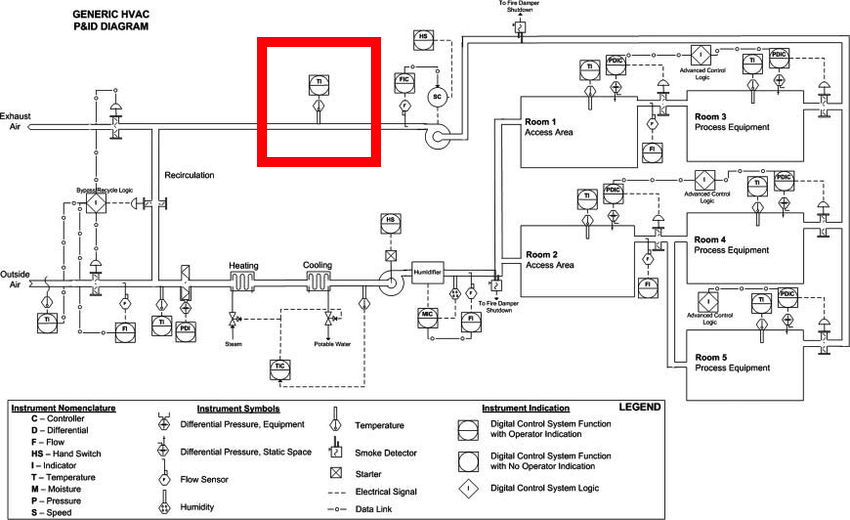 GENERIC HVAC
P&ID DIAGRAM
To Fire Damper
Shutdown
HS
TI
FIC
SC
F
Exhaust
Air
Recirculation
Bypass/Recycle Logic
I
Outside
Air
TI
FI
TI
PDI
Heating
Cooling
Steam
Potable Water
TIC
HS
Humidifier
MIC
FI
F
F
To Fire Damper
Shutdown
Room 1
Access Area
TI
PDIC
I
Advanced Control
Logic
TI
PDIC
F
FI
Room 3
Process Equipment
Room 2
Access Area
TI
PDIC
I
Advanced Control Logic
TI
PDIC
F
FI
Room 4
Process Equipment
I
Advanced Control
Logic
TI
PDIC
Room 5
Process Equipment
LEGEND
Instrument Nomenclature
C – Controller
D – Differential
F – Flow
HS – Hand Switch
I – Indicator
T – Temperature
M – Moisture
P – Pressure
S – Speed
Instrument Symbols
Differential Pressure, Equipment
Differential Pressure, Static Space
F
Flow Sensor
Humidity
Temperature
Smoke Detector
Starter
Electrical Signal
Data Link
Instrument Indication
Digital Control System Function
with Operator Indication
Digital Control System Function
with No Operator Indication
I
Digital Control System Logic